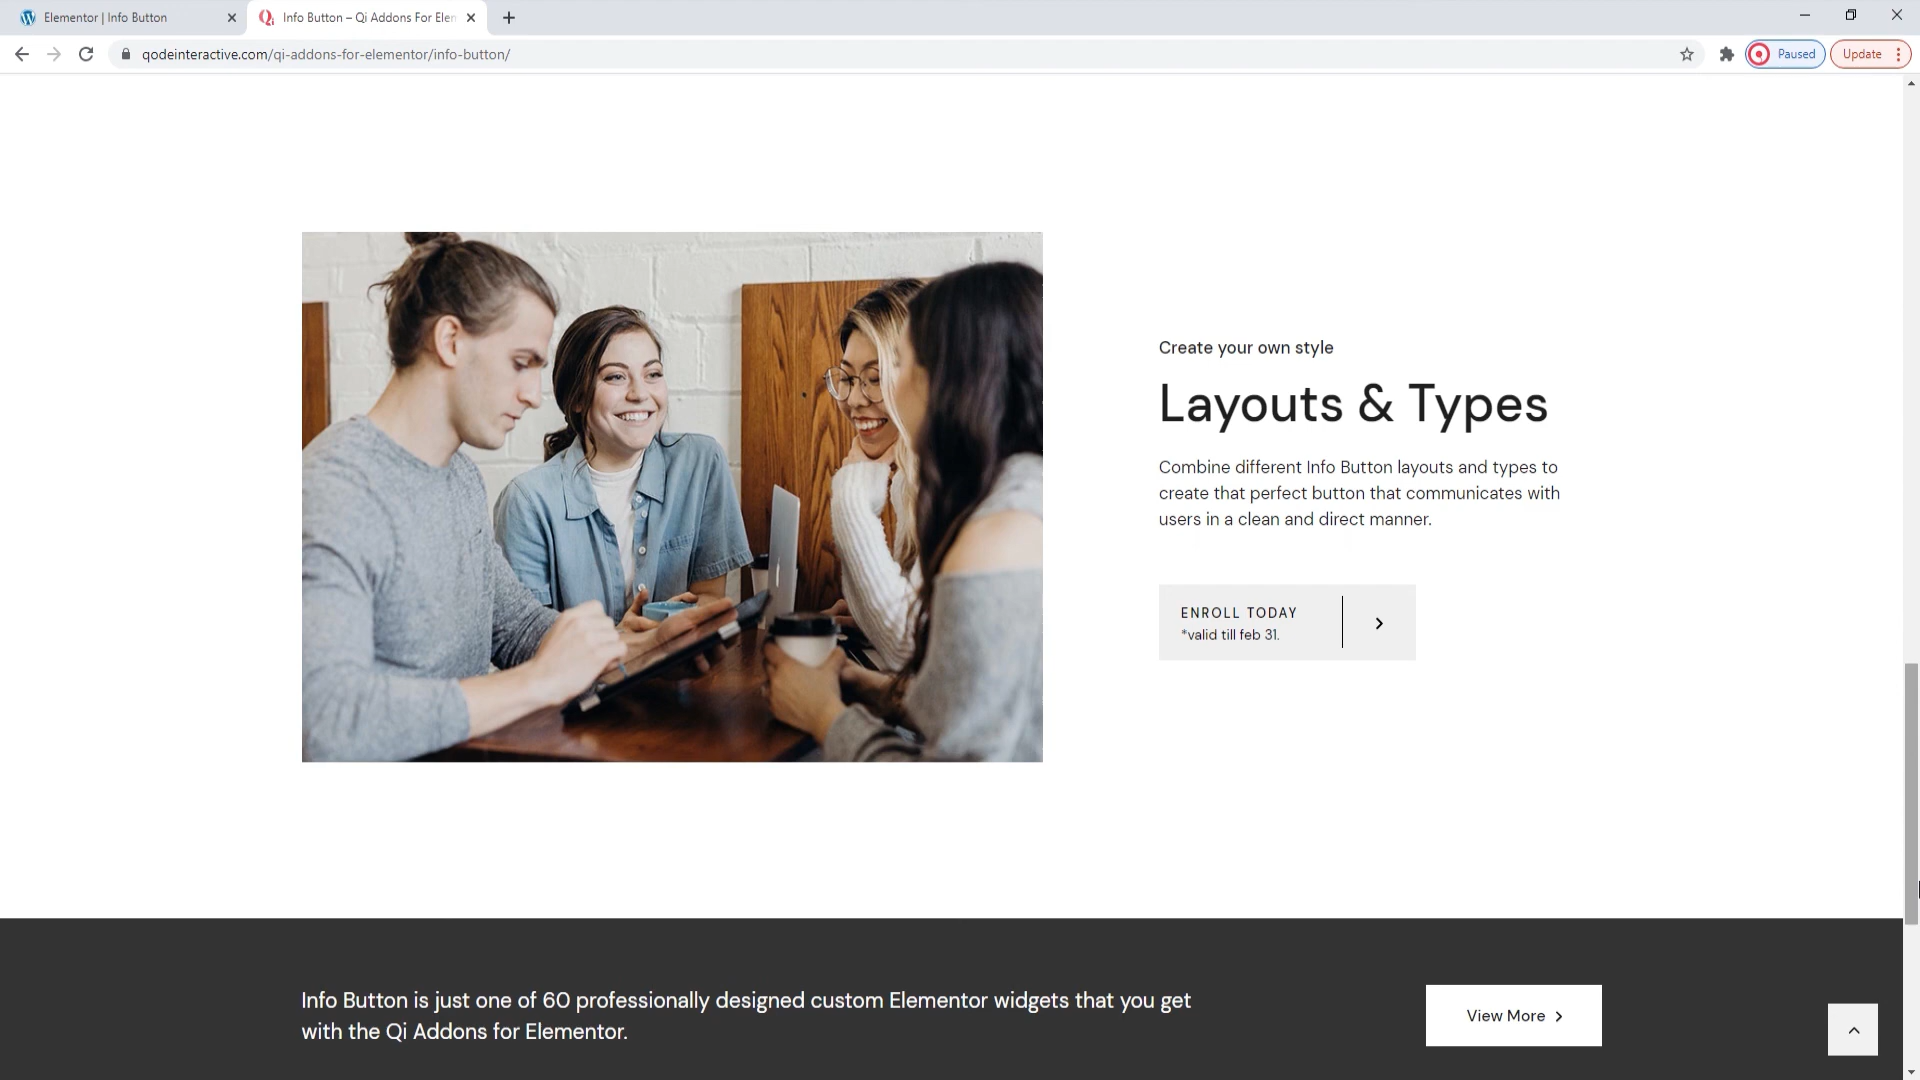 Elementor | Info Button
Info Button – Qi Addons For Elem
qodeinteractive.com/qi-addons-for-elementor/info-button/
Paused
Update
Create your own style
Layouts & Types
Combine different Info Button layouts and types to
create that perfect button that communicates with
users in a clean and direct manner.
ENROLL TODAY
*valid till feb 31.
Info Button is just one of 60 professionally designed custom Elementor widgets that you get
with the Qi Addons for Elementor.
View More